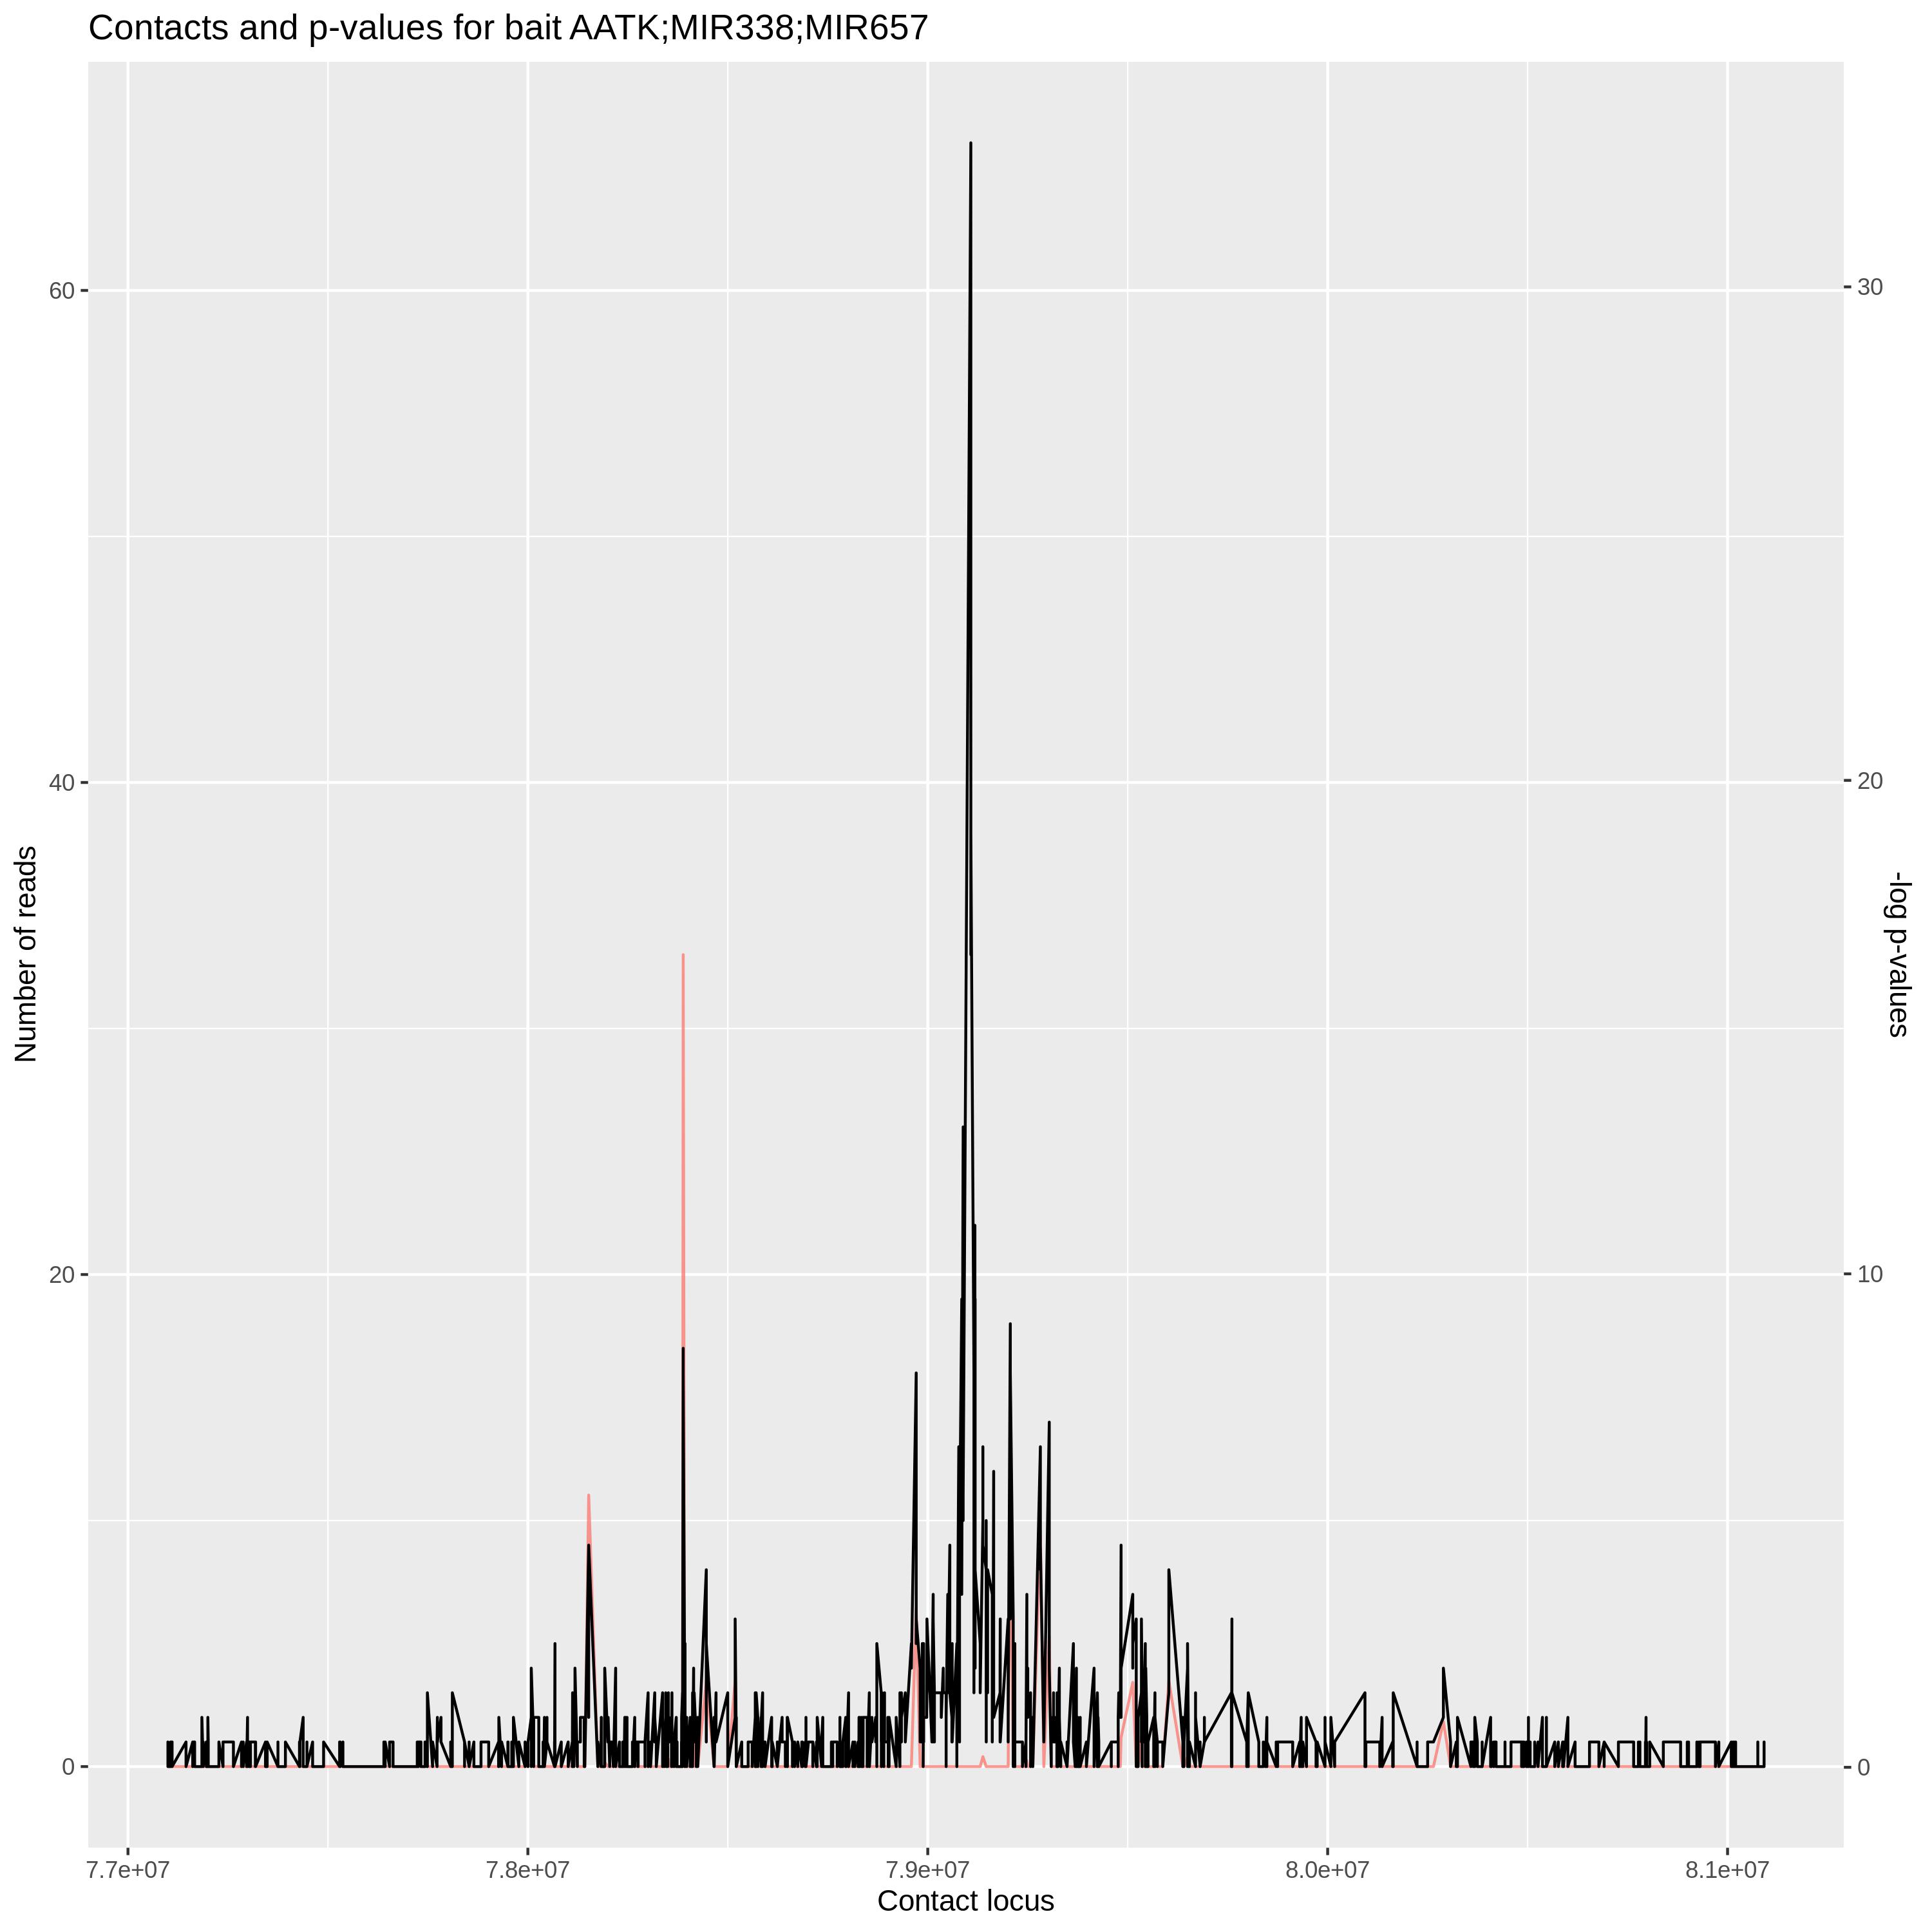 Contacts and p-values for bait AATK;MIR338;MIR657
60
40
20
0
30
20
10
0
Number of reads
-log p-values
7.7e+07 7.8e+07 7.9e+07 8.0e+07 8.1e+07
Contact locus